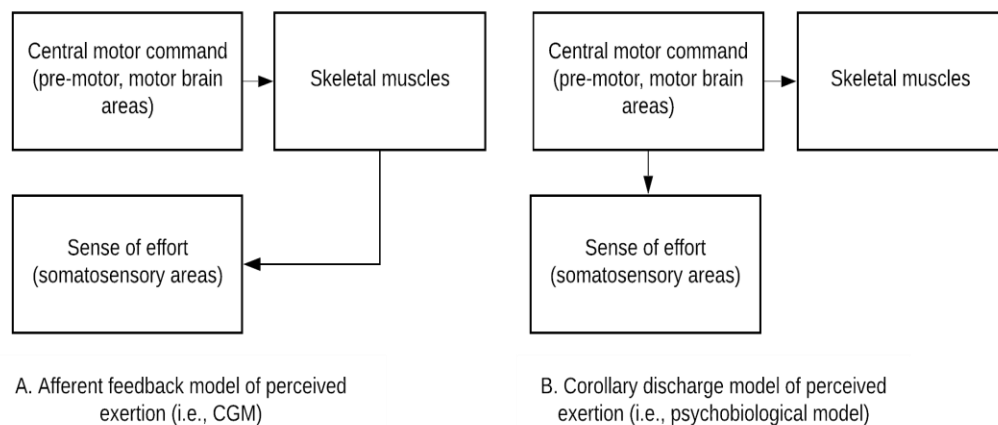 Central motor command
(pre-motor, motor brain
areas)
Skeletal muscles
Sense of effort
(somatosensory areas)
A. Afferent feedback model of perceived
exertion (i.e., CGM)
Central motor command
(pre-motor, motor brain
areas)
Skeletal muscles
Sense of effort
(somatosensory areas)
B. Corollary discharge model of perceived
exertion (i.e., psychobiological model)